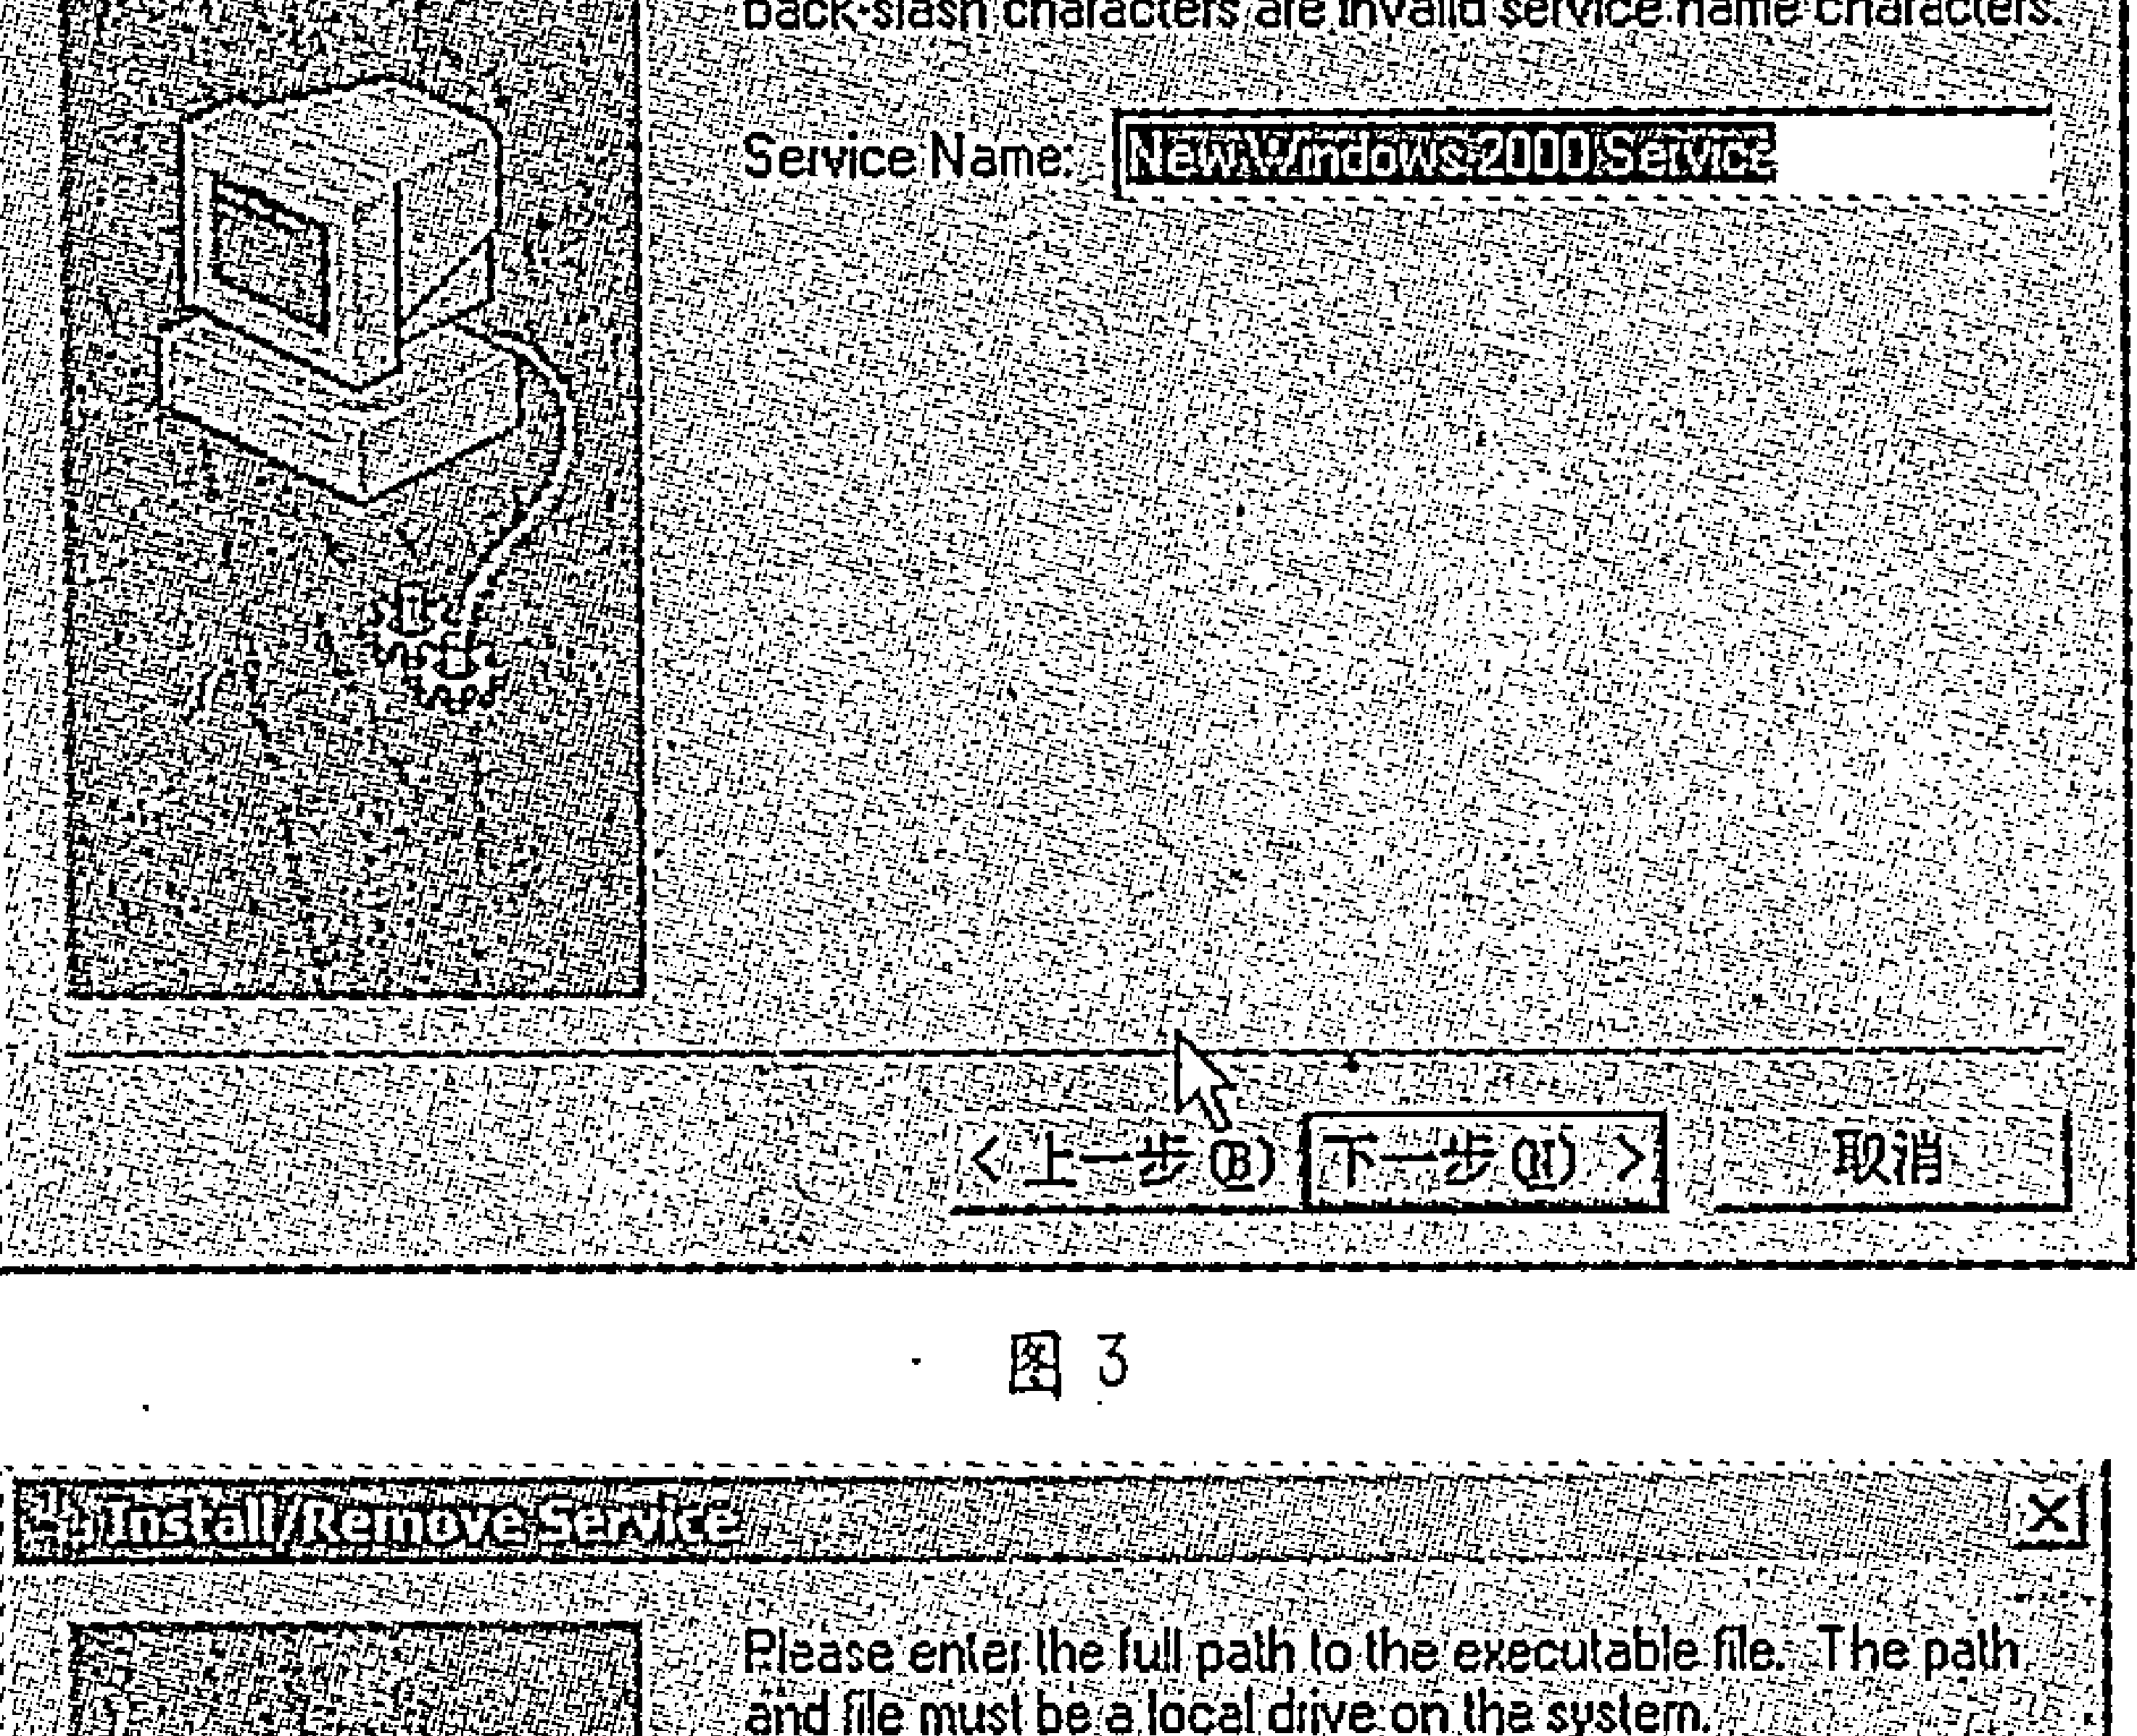 back-slash characters are invalid service name characters.
Service Name: New Windows 2000 Service
< 上一步(B) 下一步(N) > 取消
图 3
Install/Remove Service
Please enter the full path to the executable file. The path
and file must be a local drive on the system.